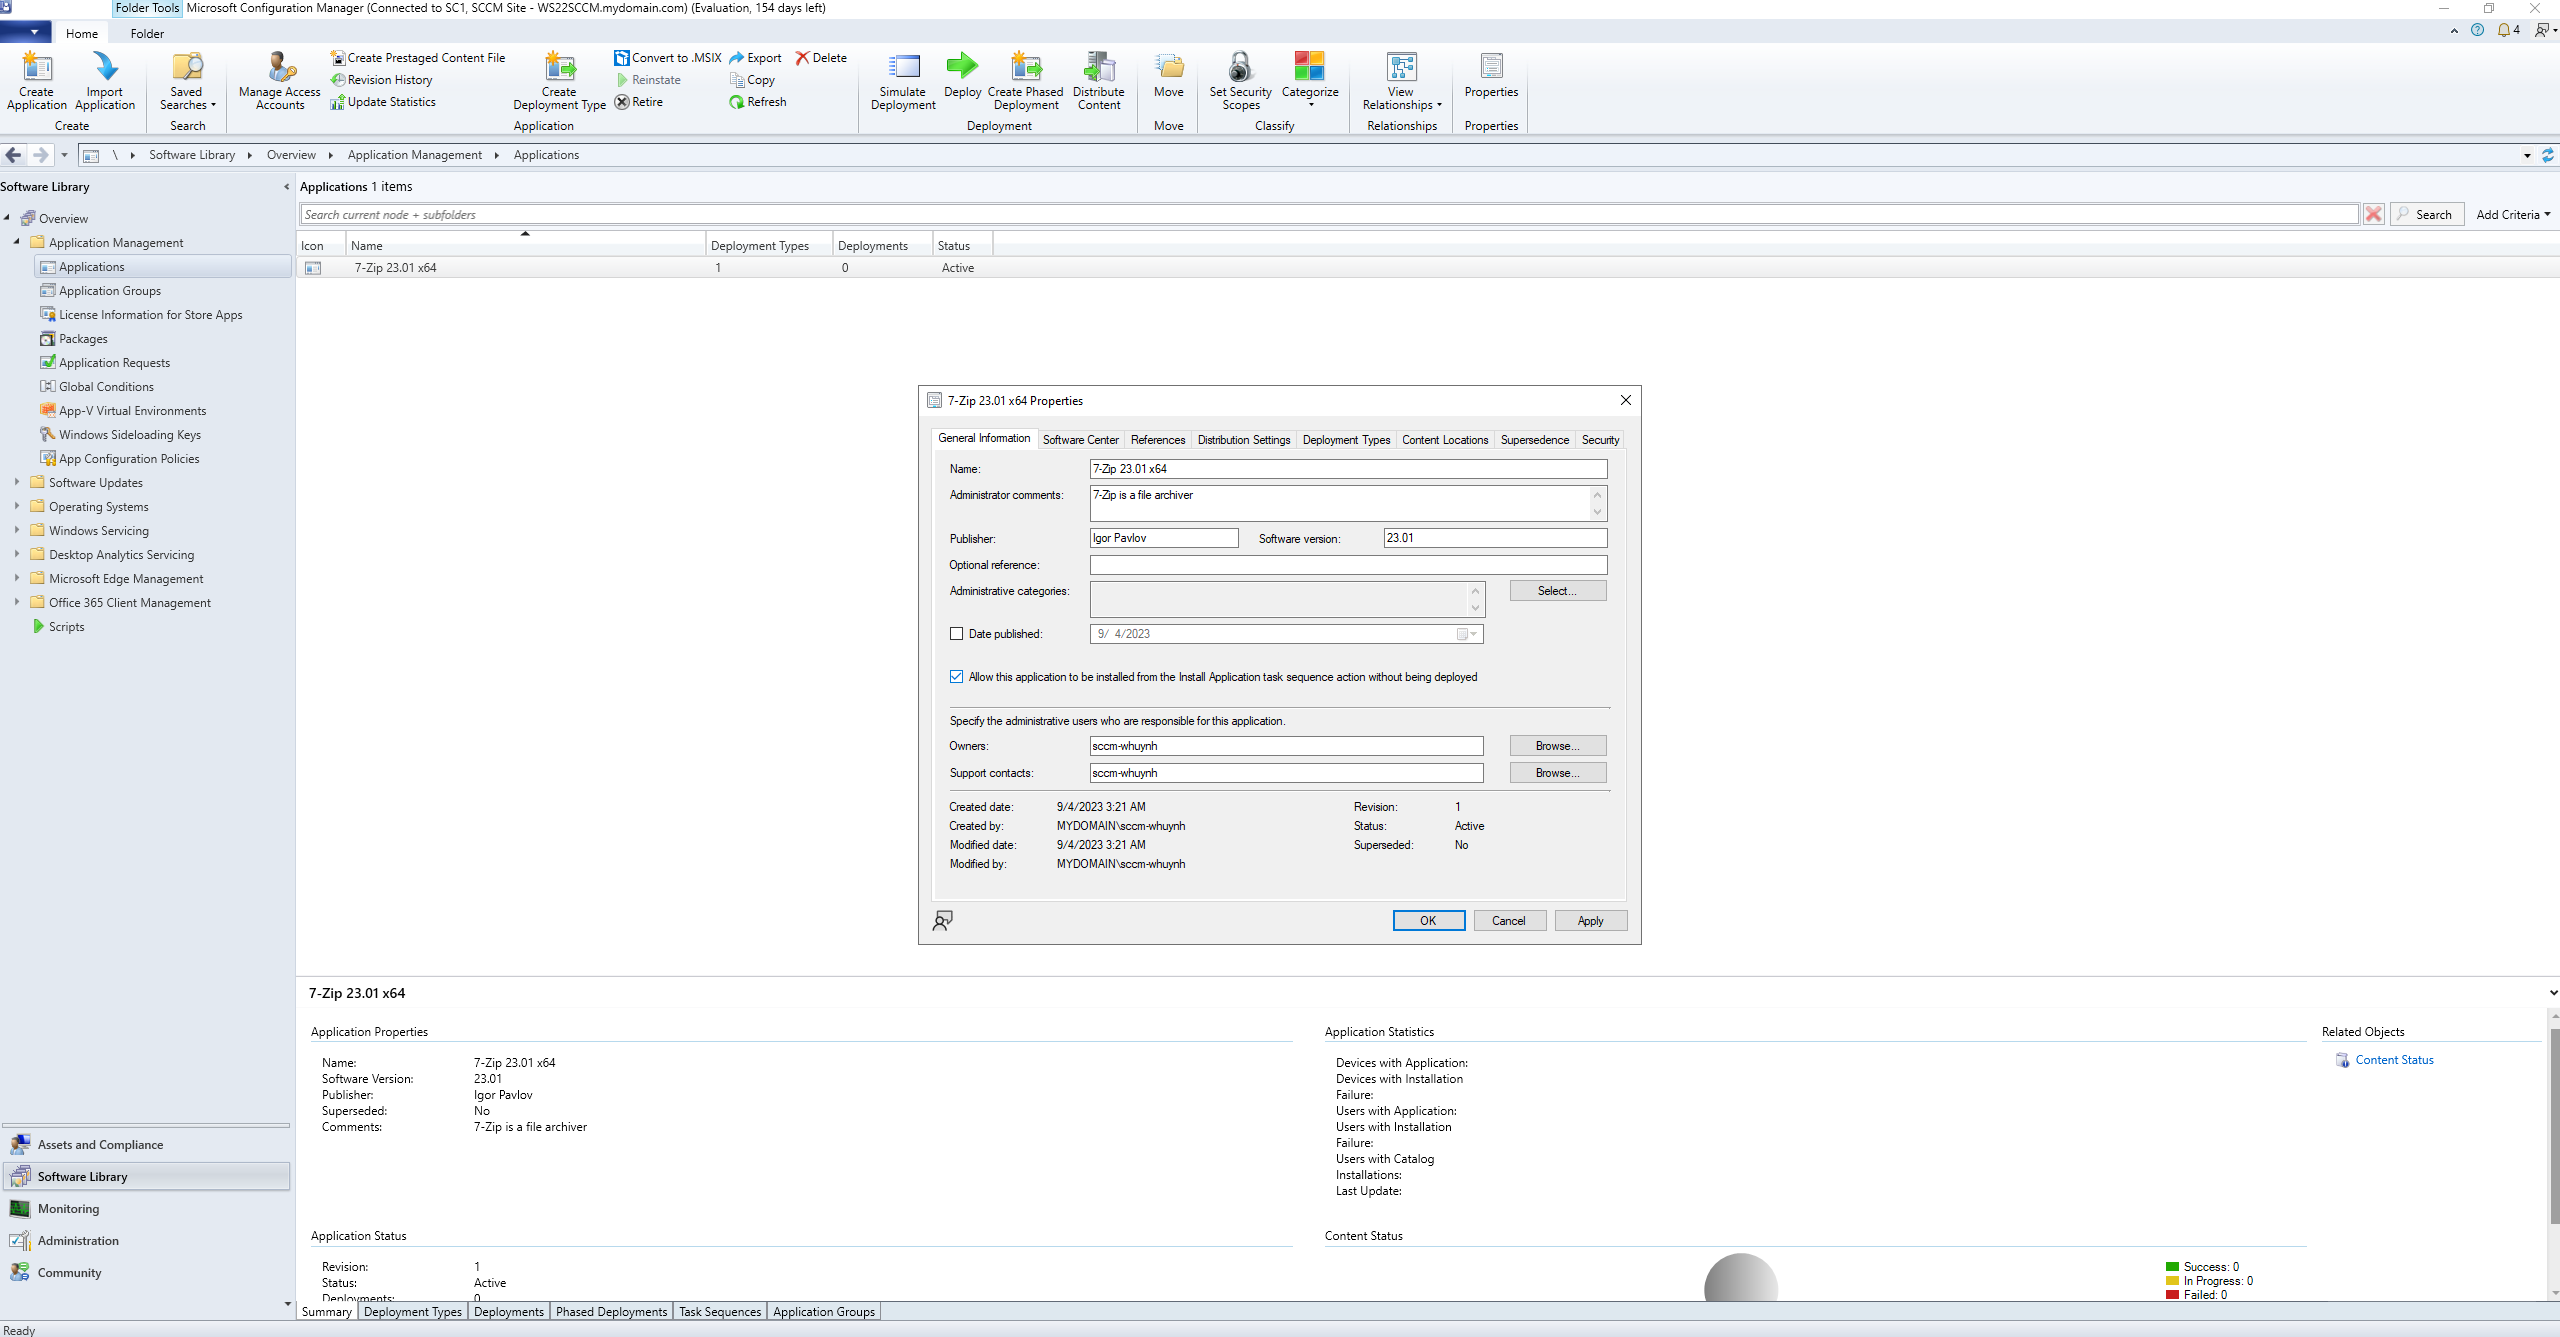 Folder Tools Microsoft Configuration Manager (Connected to SC1, SCCM Site - WS22SCCM.mydomain.com) (Evaluation, 154 days left)
Home Folder 4
Create Application
Import Application
Create
Saved Searches
Search
Manage Access Accounts
Create Prestaged Content File
Revision History
Update Statistics
Create Deployment Type
Convert to .MSIX
Reinstate
Retire
Export
Copy
Refresh
Delete
Application
Simulate Deployment
Deploy
Create Phased Deployment
Distribute Content
Deployment
Move
Move
Set Security Scopes
Categorize
Classify
View Relationships
Relationships
Properties
Properties
\ Software Library Overview Application Management Applications
Software Library
Overview
Application Management
Applications
Application Groups
License Information for Store Apps
Packages
Application Requests
Global Conditions
App-V Virtual Environments
Windows Sideloading Keys
App Configuration Policies
Software Updates
Operating Systems
Windows Servicing
Desktop Analytics Servicing
Microsoft Edge Management
Office 365 Client Management
Scripts
Assets and Compliance
Software Library
Monitoring
Administration
Community
Applications 1 items
Search current node + subfolders Search Add Criteria
Icon Name Deployment Types Deployments Status
7-Zip 23.01 x64 1 0 Active
7-Zip 23.01 x64 Properties
General Information Software Center References Distribution Settings Deployment Types Content Locations Supersedence Security
Name: 7-Zip 23.01 x64
Administrator comments: 7-Zip is a file archiver
Publisher: Igor Pavlov Software version: 23.01
Optional reference:
Administrative categories: Select...
Date published: 9/ 4/2023
Allow this application to be installed from the Install Application task sequence action without being deployed
Specify the administrative users who are responsible for this application.
Owners: sccm-whuynh Browse...
Support contacts: sccm-whuynh Browse...
Created date: 9/4/2023 3:21 AM Revision: 1
Created by: MYDOMAIN\sccm-whuynh Status: Active
Modified date: 9/4/2023 3:21 AM Superseded: No
Modified by: MYDOMAIN\sccm-whuynh
OK Cancel Apply
7-Zip 23.01 x64
Application Properties
Name: 7-Zip 23.01 x64
Software Version: 23.01
Publisher: Igor Pavlov
Superseded: No
Comments: 7-Zip is a file archiver
Application Statistics
Devices with Application:
Devices with Installation
Failure:
Users with Application:
Users with Installation
Failure:
Users with Catalog
Installations:
Last Update:
Related Objects
Content Status
Application Status
Revision: 1
Status: Active
Deployments: 0
Content Status
Success: 0
In Progress: 0
Failed: 0
Summary Deployment Types Deployments Phased Deployments Task Sequences Application Groups
Ready